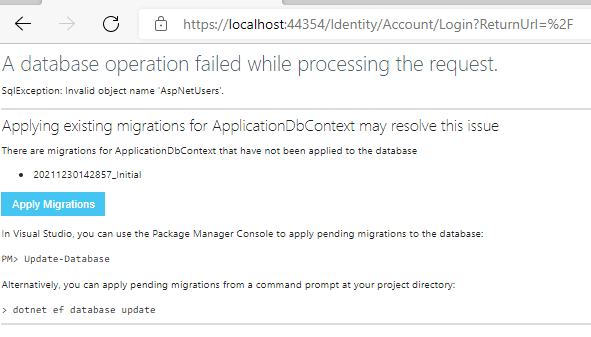 https://localhost:44354/Identity/Account/Login?ReturnUrl=%2F
A database operation failed while processing the request.
SqlException: Invalid object name 'AspNetUsers'.
Applying existing migrations for ApplicationDbContext may resolve this issue
There are migrations for ApplicationDbContext that have not been applied to the database
• 20211230142857_Initial
Apply Migrations
In Visual Studio, you can use the Package Manager Console to apply pending migrations to the database:
PM> Update-Database
Alternatively, you can apply pending migrations from a command prompt at your project directory:
> dotnet ef database update